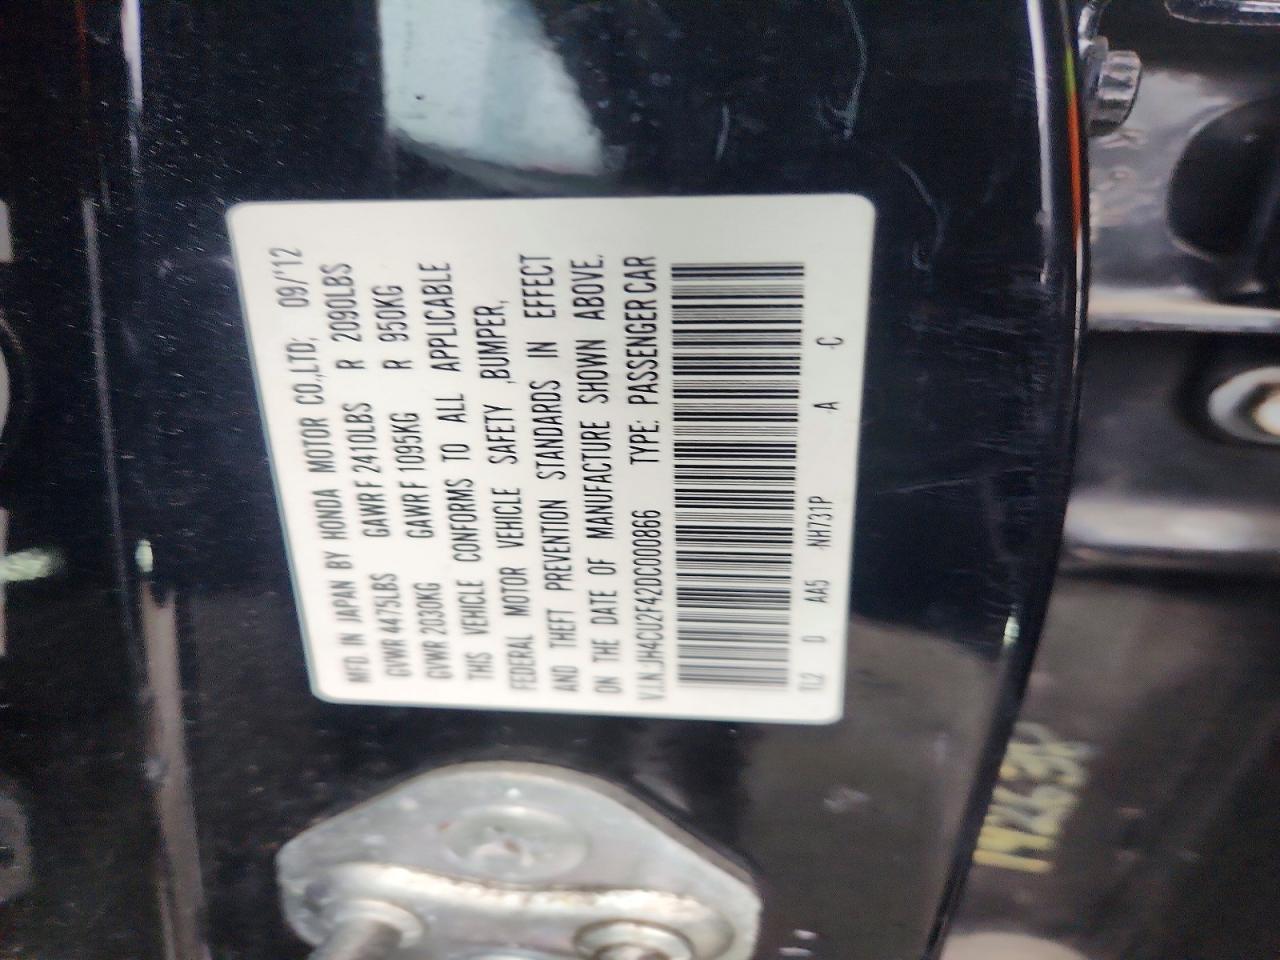 MFD. IN JAPAN BY HONDA MOTOR CO.,LTD; 09/'12
GVWR 4475LBS GAWR F 2410LBS R 2090LBS
GVWR 2030KG GAWR F 1095KG R 950KG
THIS VEHICLE CONFORMS TO ALL APPLICABLE
FEDERAL MOTOR VEHICLE SAFETY ,BUMPER,
AND THEFT PREVENTION STANDARDS IN EFFECT
ON THE DATE OF MANUFACTURE SHOWN ABOVE.
V.I.N.:JH4CU2F42DC000866 TYPE: PASSENGER CAR
TL2 D AA5 -NH731P -A -C